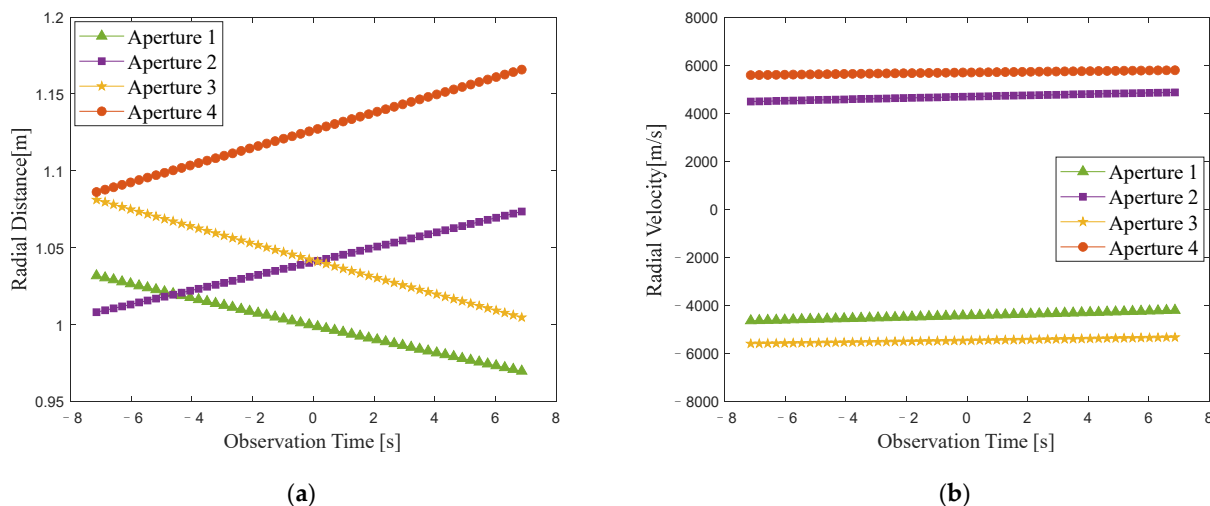 1.2
1.15
1.1
1.05
1
0.95
Radial Distance[m]
Aperture 1
Aperture 2
Aperture 3
Aperture 4
-8 -6 -4 -2 0 2 4 6 8
Observation Time [s]
(a)
8000
6000
4000
2000
0
-2000
-4000
-6000
-8000
Radial Velocity[m/s]
Aperture 1
Aperture 2
Aperture 3
Aperture 4
-8 -6 -4 -2 0 2 4 6 8
Observation Time [s]
(b)